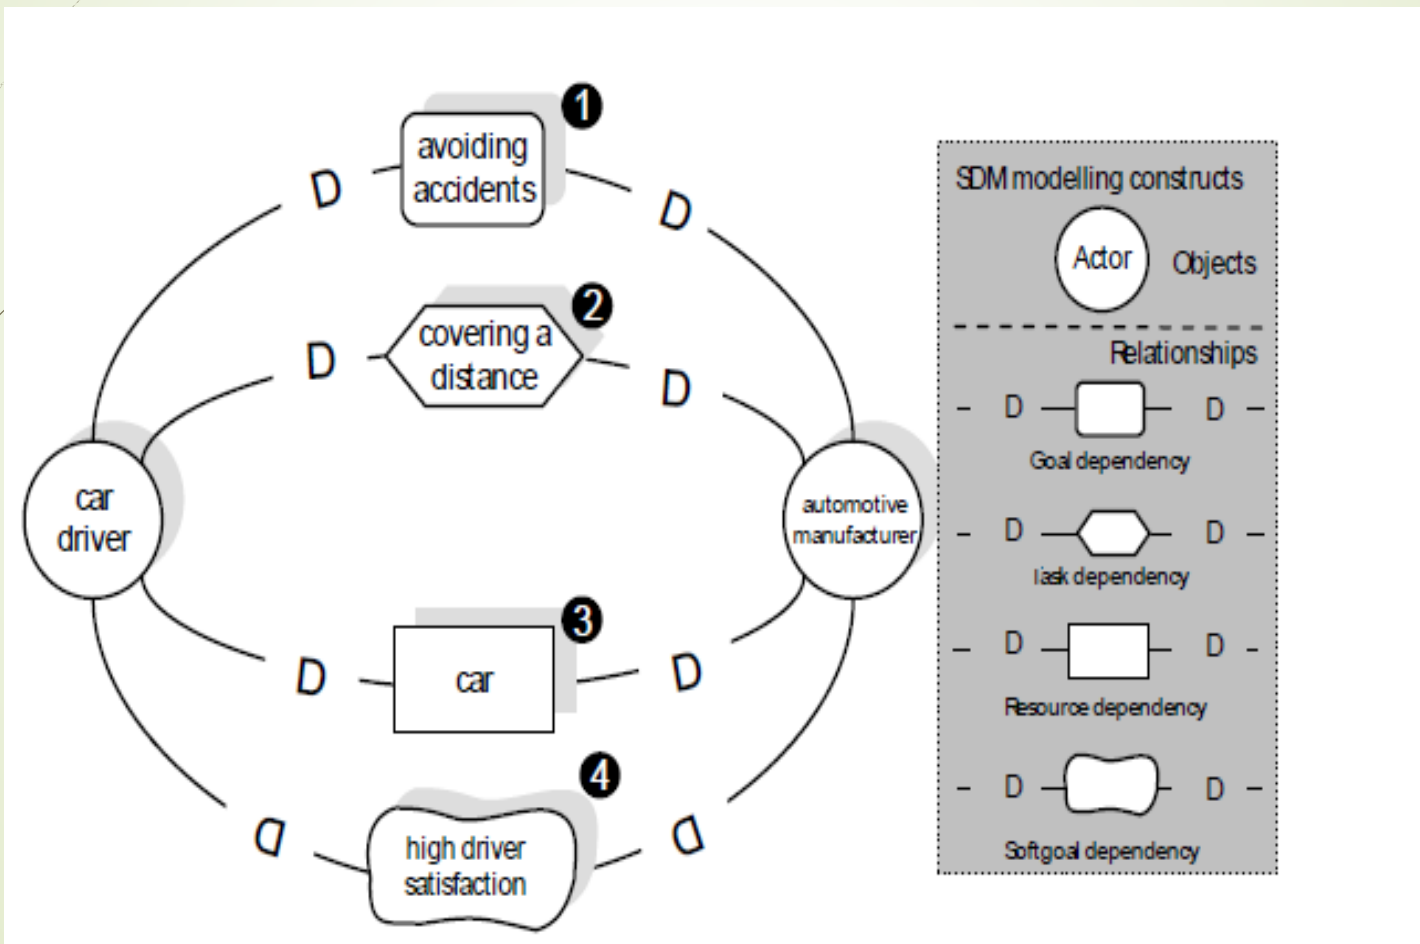 1
avoiding
accidents
D
D
2
covering a
distance
D
D
car
driver
automotive
manufacturer
3
car
D
D
4
high driver
satisfaction
D
D
SDM modelling constructs
Actor
Objects
Relationships
D D
Goal dependency
D D
Task dependency
D D
Resource dependency
D D
Softgoal dependency